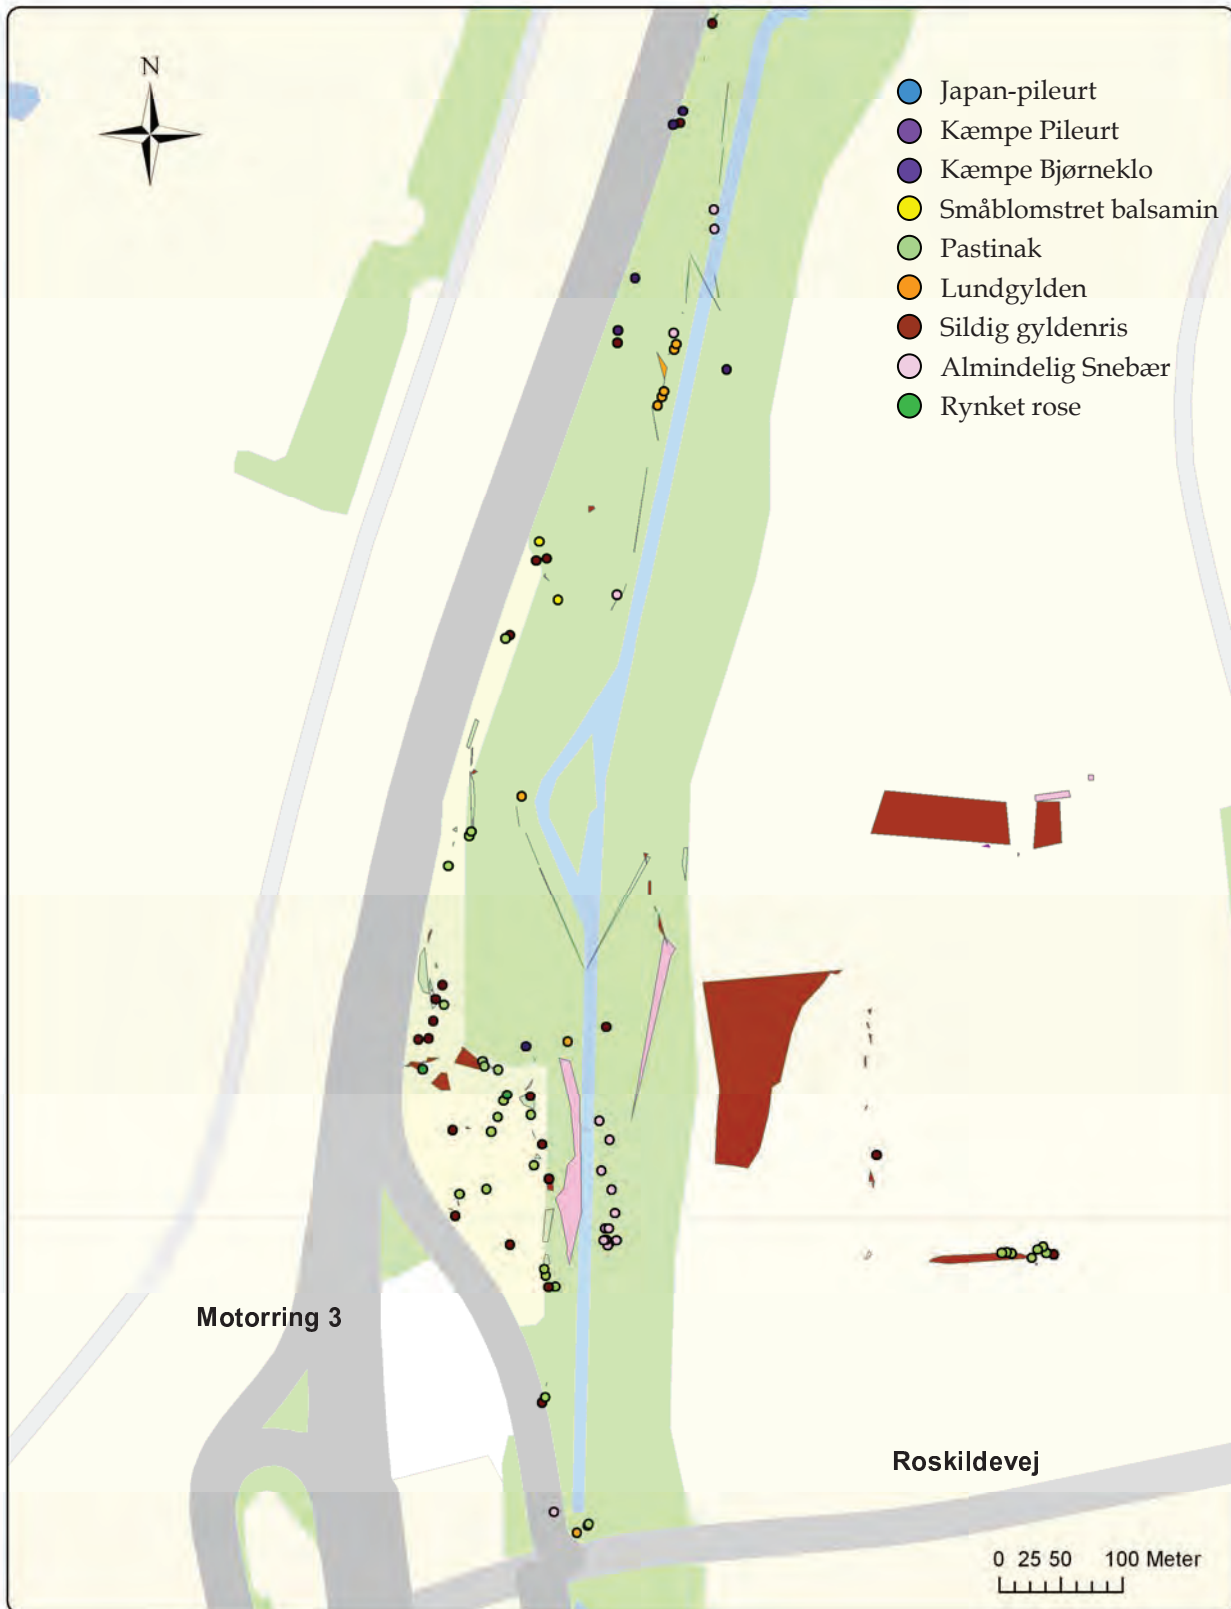 N
Japan-pileurt
Kæmpe Pileurt
Kæmpe Bjørneklo
Småblomstret balsamin
Pastinak
Lundgylden
Sildig gyldenris
Almindelig Snebær
Rynket rose
Motorring 3
Roskildevej
0 25 50 100 Meter